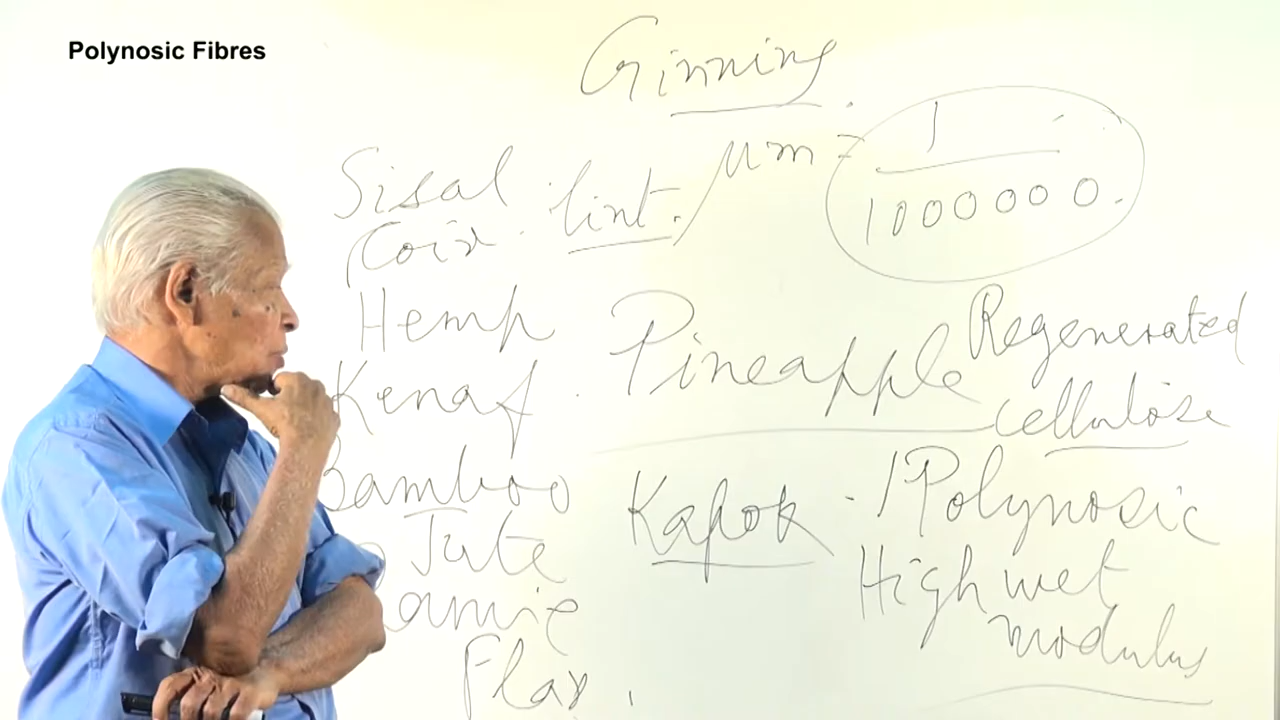 Polynosic Fibres
Ginning.
Sisal
Coir. lint. / μm = 1
1000000.
Hemp
Kenaf.
Pineapple
Regenerated
cellulose
Bamboo
Kapok - / Polynosic
Jute
High wet
modulus
Ramie
Flax.